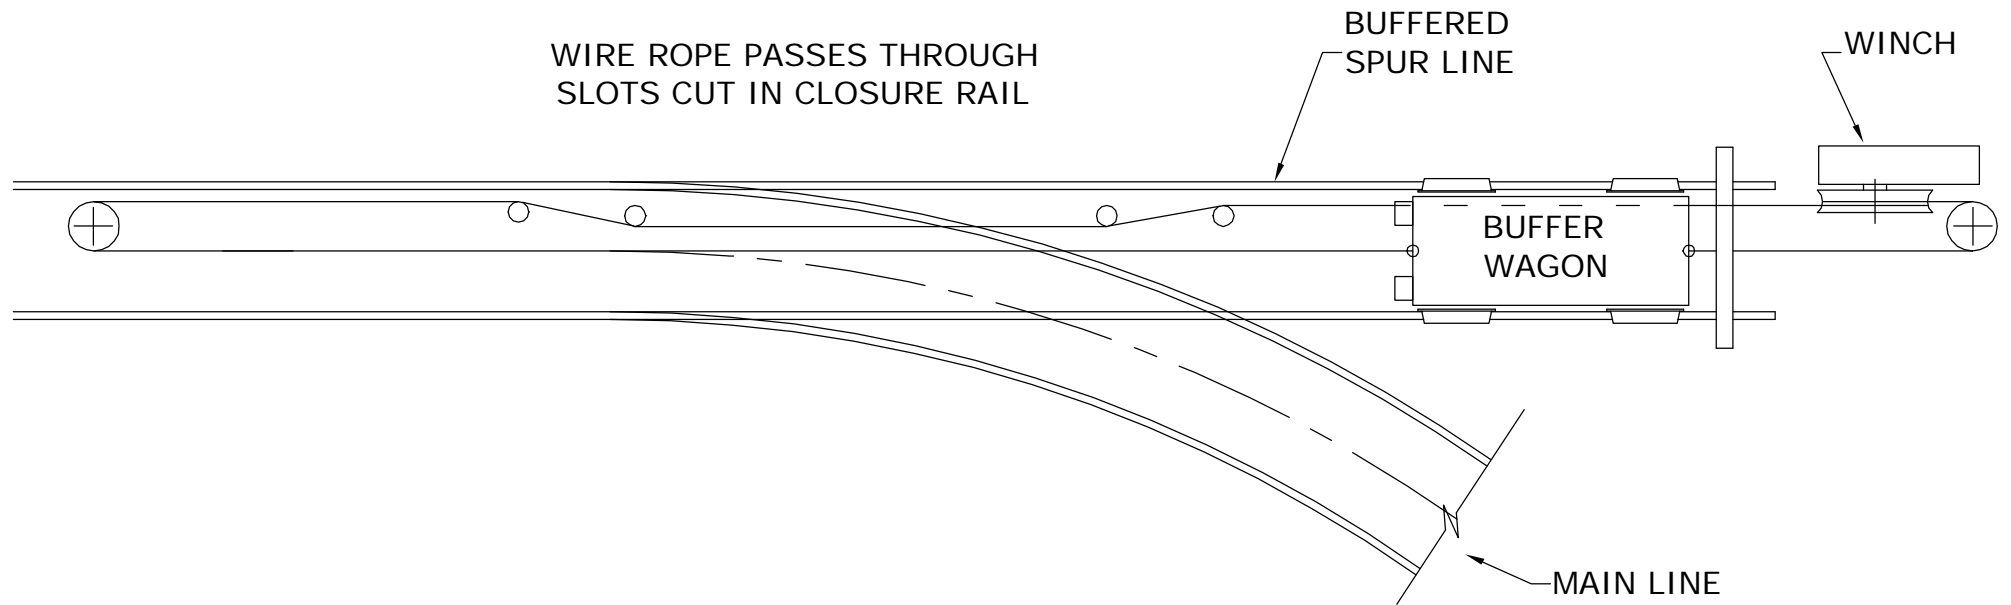 WIRE ROPE PASSES THROUGH
SLOTS CUT IN CLOSURE RAIL
BUFFERED
SPUR LINE
WINCH
BUFFER
WAGON
MAIN LINE